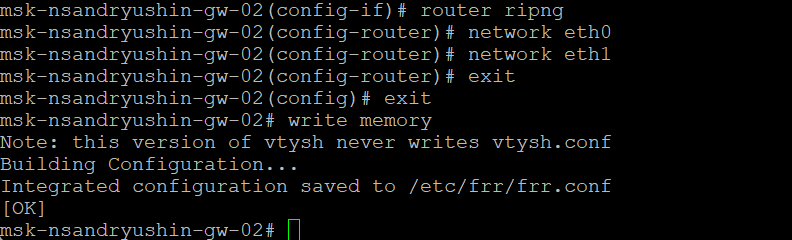 msk-nsandryushin-gw-02(config-if)# router ripng
msk-nsandryushin-gw-02(config-router)# network eth0
msk-nsandryushin-gw-02(config-router)# network eth1
msk-nsandryushin-gw-02(config-router)# exit
msk-nsandryushin-gw-02(config)# exit
msk-nsandryushin-gw-02# write memory
Note: this version of vtysh never writes vtysh.conf
Building Configuration...
Integrated configuration saved to /etc/frr/frr.conf
[OK]
msk-nsandryushin-gw-02#